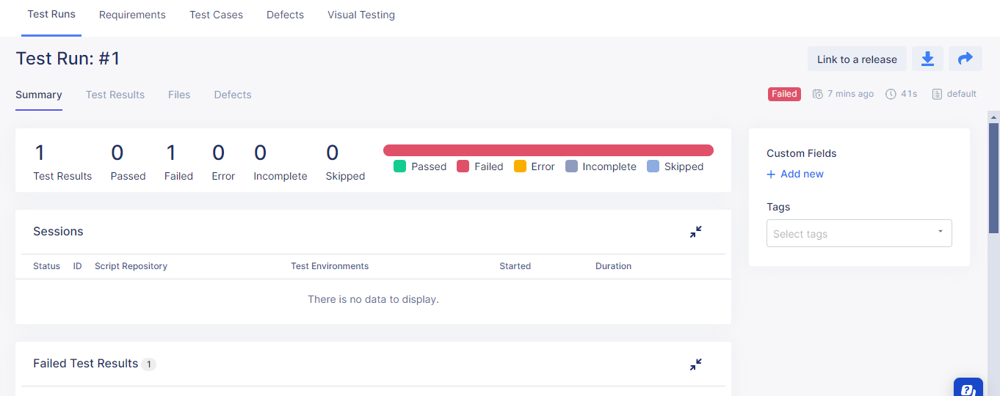 Test Runs Requirements Test Cases Defects Visual Testing
Test Run: #1
Link to a release
Summary Test Results Files Defects
Failed 7 mins ago 41s default
1 0 1 0 0 0
Test Results Passed Failed Error Incomplete Skipped
Passed Failed Error Incomplete Skipped
Custom Fields
+ Add new
Tags
Select tags
Sessions
Status ID Script Repository Test Environments Started Duration
There is no data to display.
Failed Test Results 1